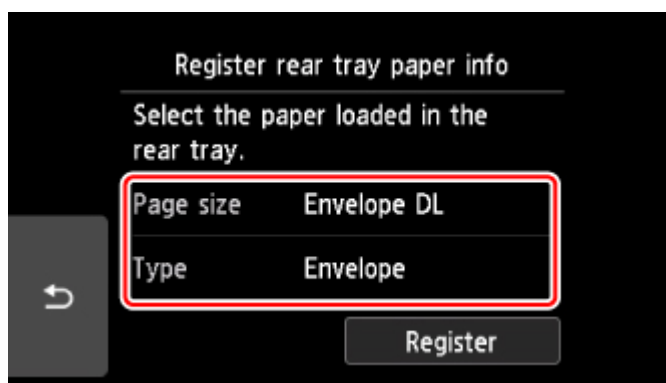 Register rear tray paper info
Select the paper loaded in the
rear tray.
Page size Envelope DL
Type Envelope
Register